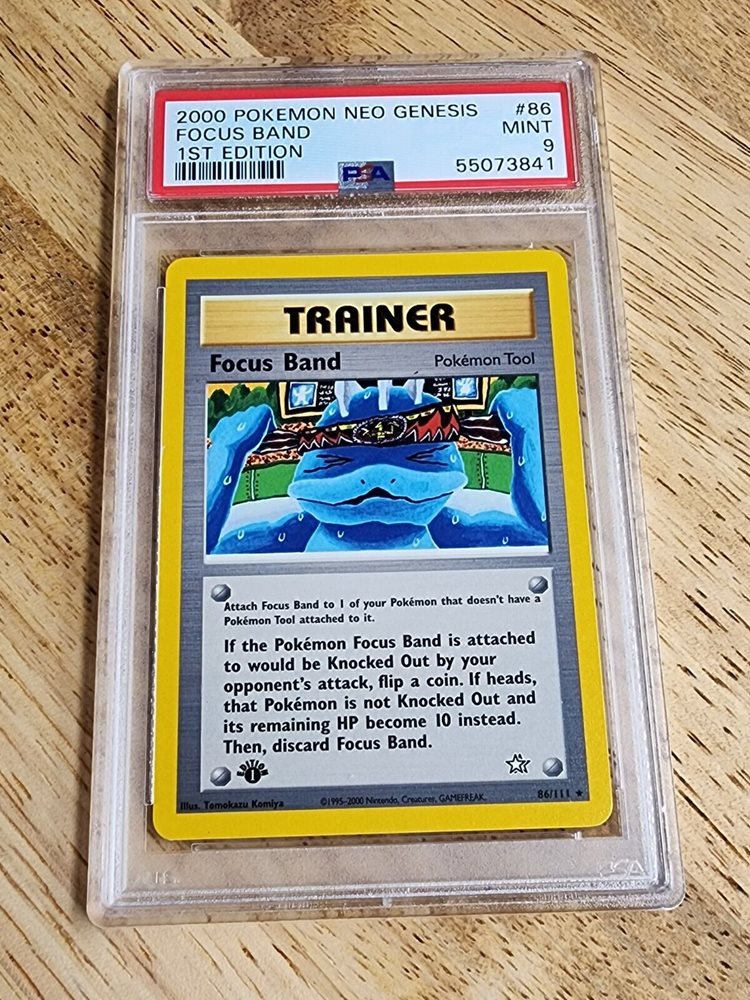 2000 POKEMON NEO GENESIS #86
FOCUS BAND MINT
1ST EDITION 9
PSA 55073841
TRAINER
Focus Band Pokémon Tool
Attach Focus Band to 1 of your Pokémon that doesn't have a
Pokémon Tool attached to it.
If the Pokémon Focus Band is attached
to would be Knocked Out by your
opponent's attack, flip a coin. If heads,
that Pokémon is not Knocked Out and
its remaining HP become 10 instead.
Then, discard Focus Band.
EDITION 1
Illus. Tomokazu Komiya ©1995-2000 Nintendo, Creatures, GAMEFREAK. 86/111 ★
PSA